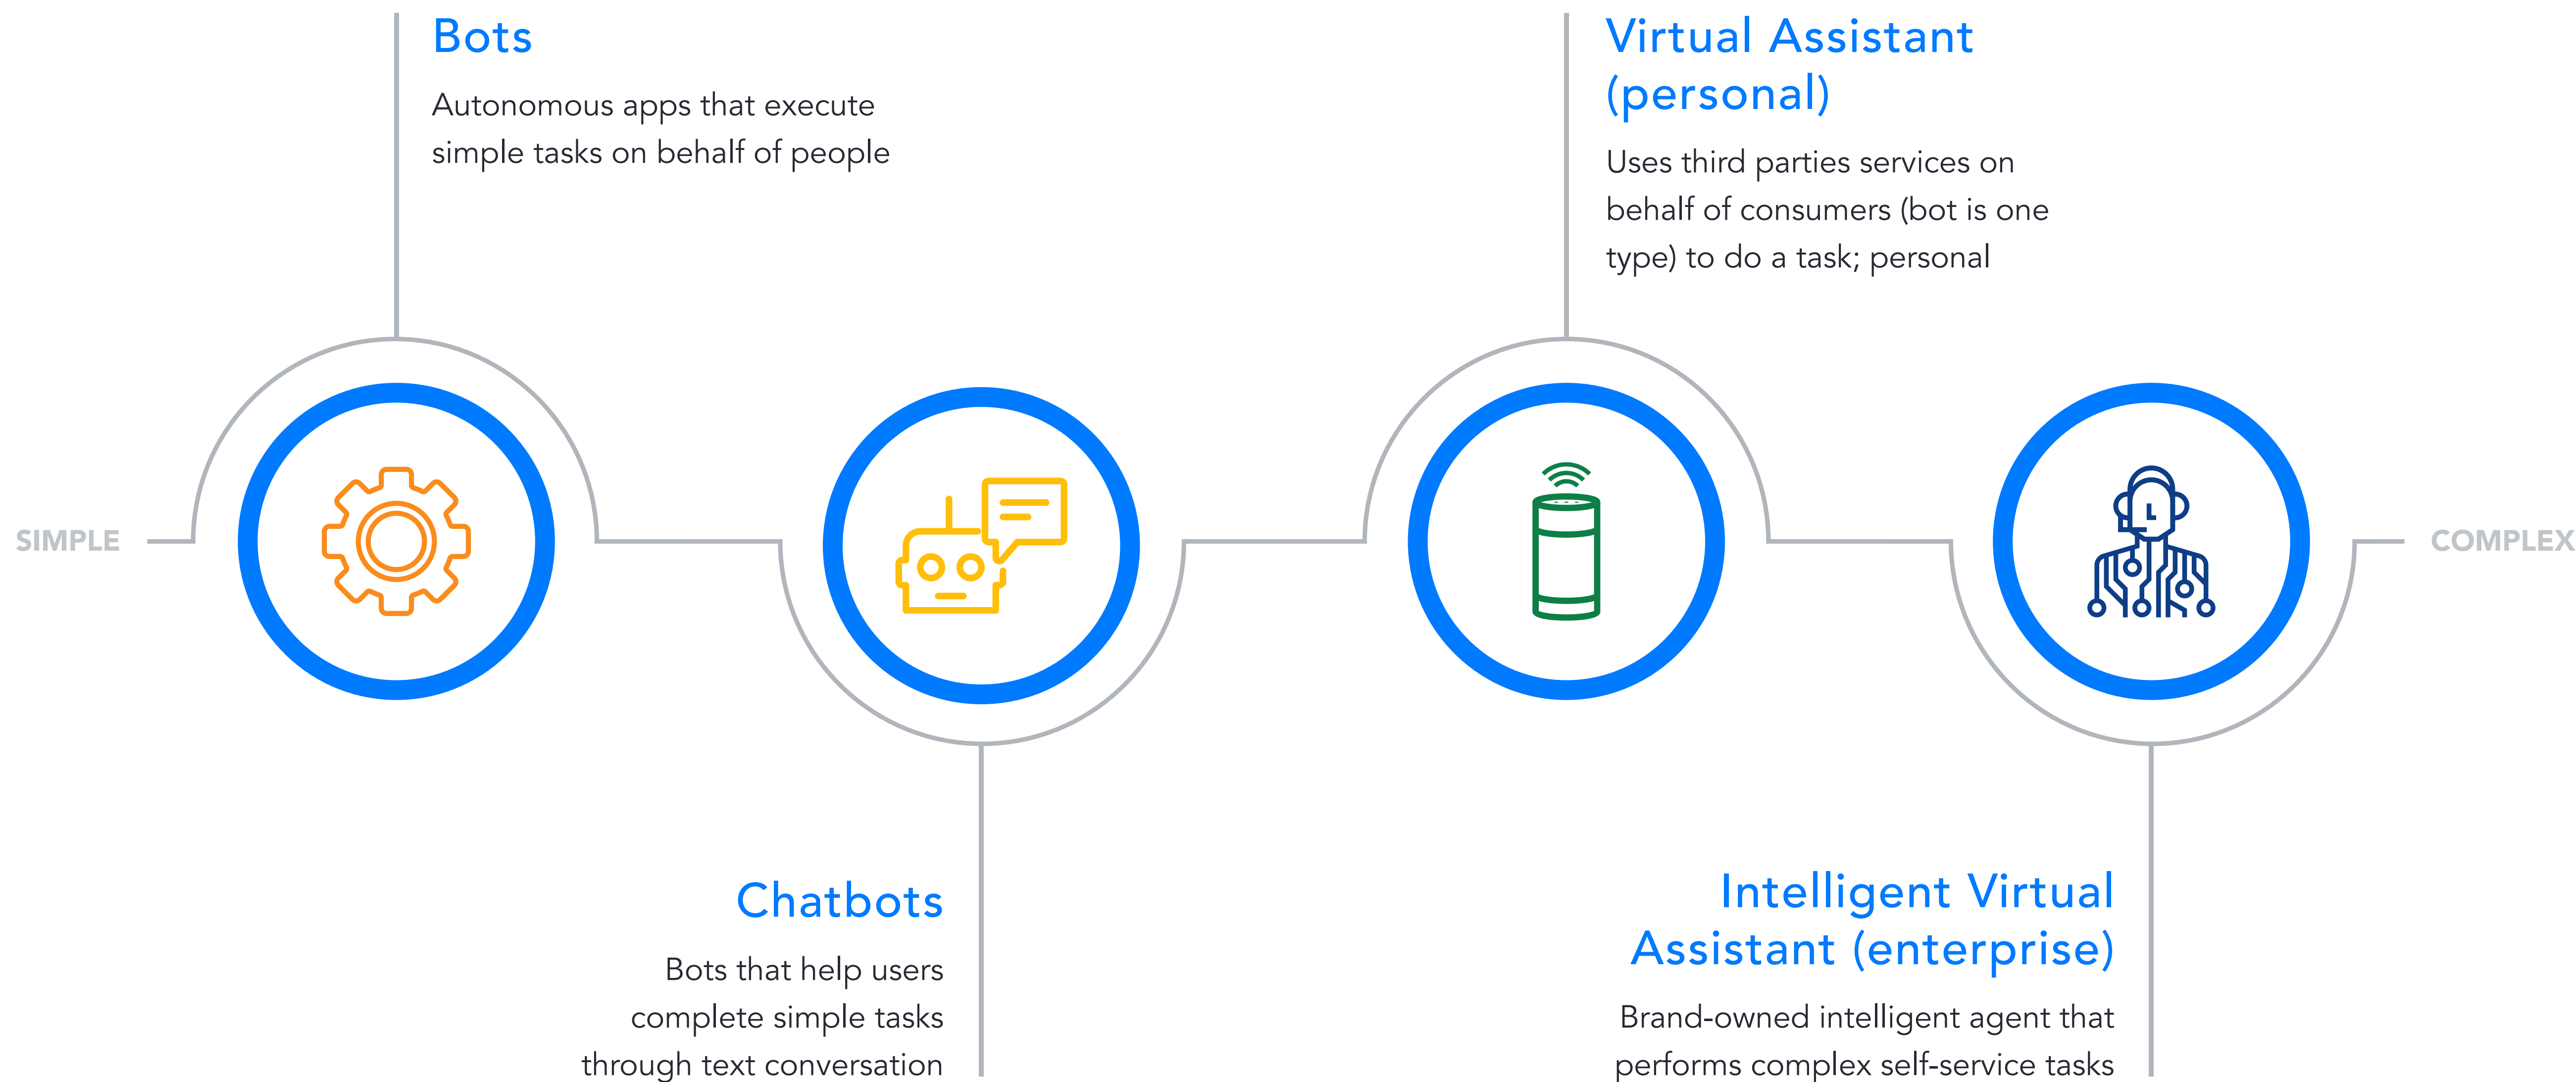 Bots
Autonomous apps that execute
simple tasks on behalf of people
Virtual Assistant
(personal)
Uses third parties services on
behalf of consumers (bot is one
type) to do a task; personal
SIMPLE
COMPLEX
Chatbots
Bots that help users
complete simple tasks
through text conversation
Intelligent Virtual
Assistant (enterprise)
Brand-owned intelligent agent that
performs complex self-service tasks